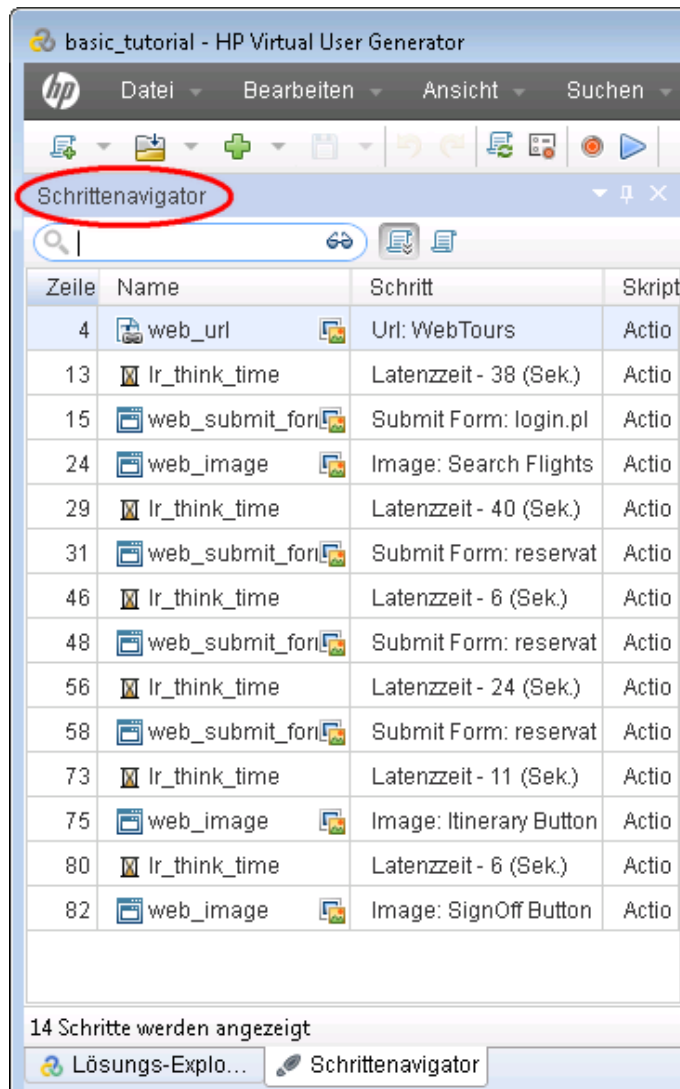 basic_tutorial - HP Virtual User Generator
hp Datei Bearbeiten Ansicht Suchen
Schrittenavigator
Zeile Name Schritt Skript
4 web_url Url: WebTours Actio
13 lr_think_time Latenzzeit - 38 (Sek.) Actio
15 web_submit_for Submit Form: login.pl Actio
24 web_image Image: Search Flights Actio
29 lr_think_time Latenzzeit - 40 (Sek.) Actio
31 web_submit_for Submit Form: reservat Actio
46 lr_think_time Latenzzeit - 6 (Sek.) Actio
48 web_submit_for Submit Form: reservat Actio
56 lr_think_time Latenzzeit - 24 (Sek.) Actio
58 web_submit_for Submit Form: reservat Actio
73 lr_think_time Latenzzeit - 11 (Sek.) Actio
75 web_image Image: Itinerary Button Actio
80 lr_think_time Latenzzeit - 6 (Sek.) Actio
82 web_image Image: SignOff Button Actio
14 Schritte werden angezeigt
Lösungs-Explo... Schrittenavigator